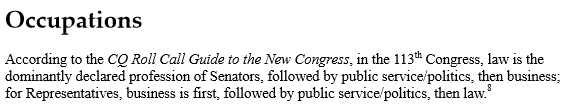 Occupations
According to the CQ Roll Call Guide to the New Congress, in the 113th Congress, law is the
dominantly declared profession of Senators, followed by public service/politics, then business;
for Representatives, business is first, followed by public service/politics, then law.8